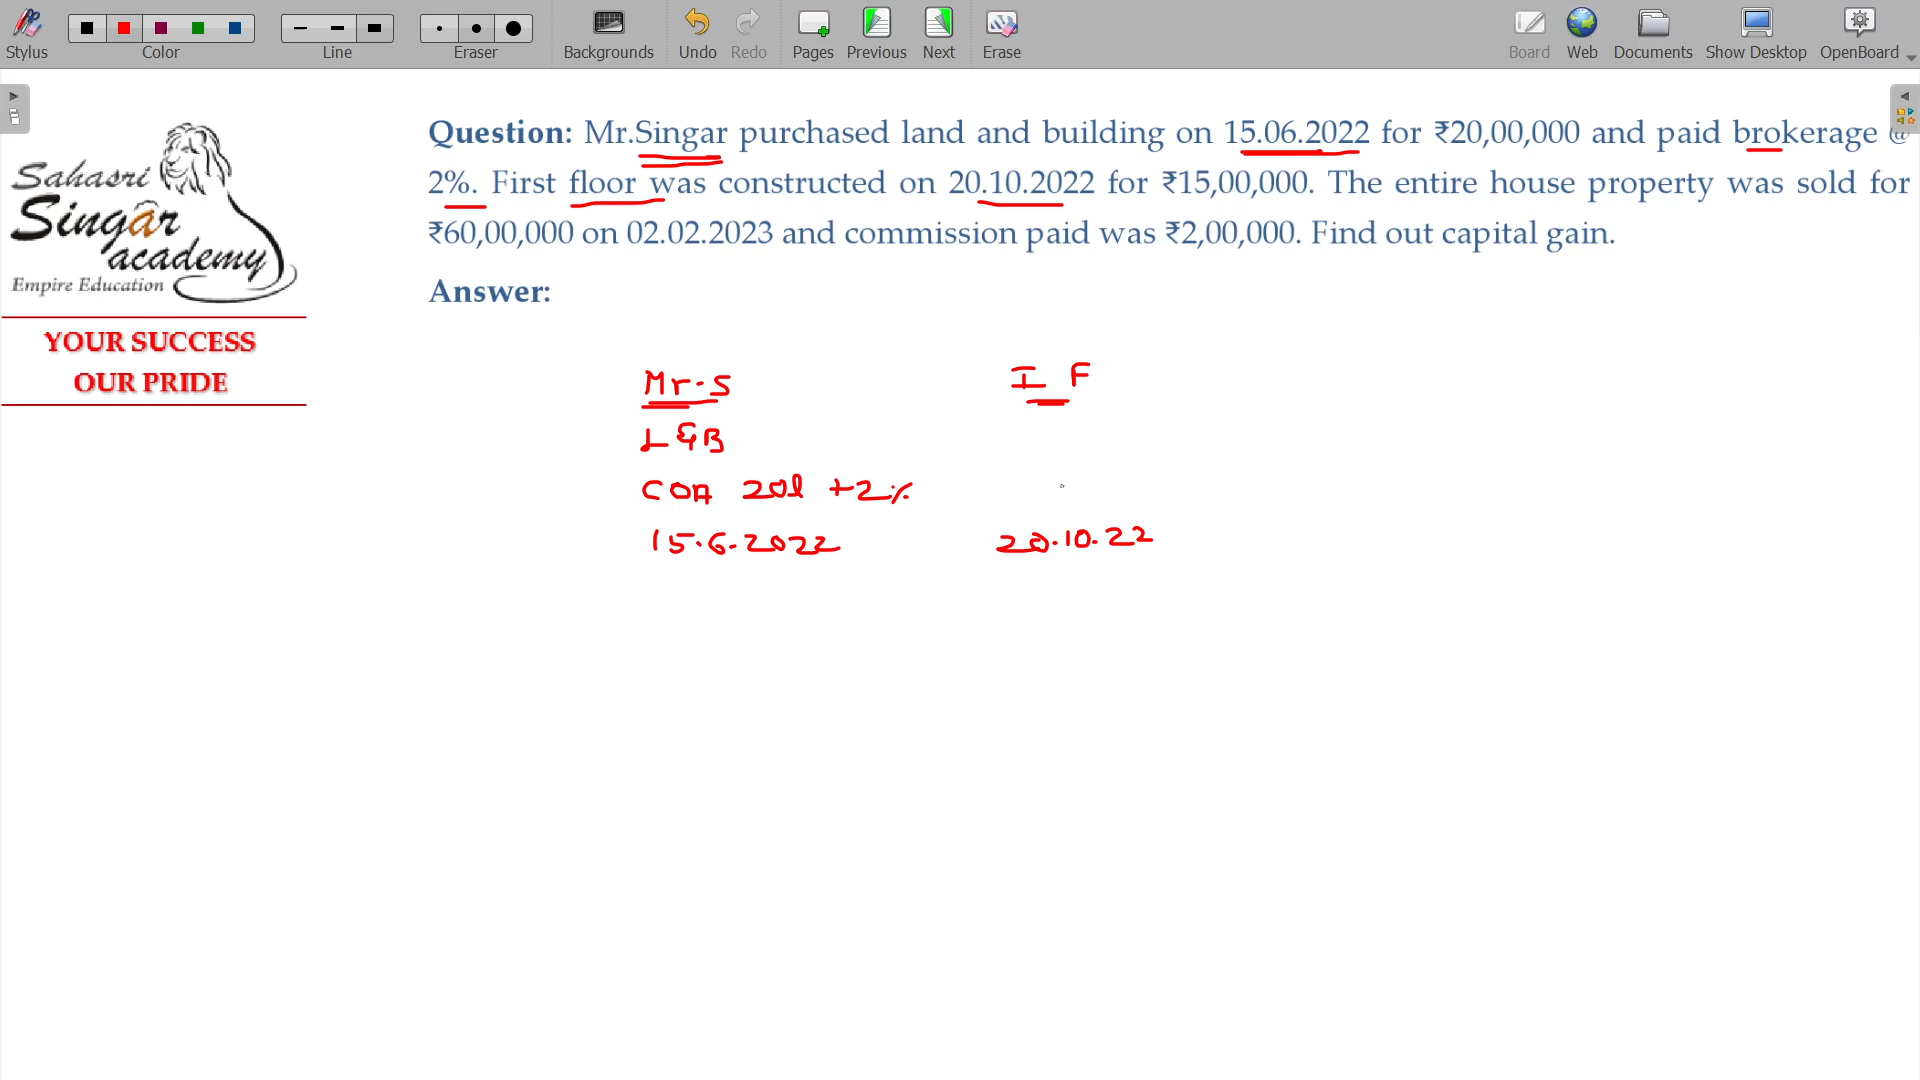 Stylus
Color
Line
Eraser
Backgrounds
Undo
Redo
Pages
Previous
Next
Erase
Board
Web
Documents
Show Desktop
OpenBoard
Sahasri
Singar
academy
Empire Education
YOUR SUCCESS
OUR PRIDE
Question: Mr.Singar purchased land and building on 15.06.2022 for ₹20,00,000 and paid brokerage @
2%. First floor was constructed on 20.10.2022 for ₹15,00,000. The entire house property was sold for
₹60,00,000 on 02.02.2023 and commission paid was ₹2,00,000. Find out capital gain.
Answer:
Mr.S I F
L&B
COA 20l +2%
15.6.2022 20.10.22